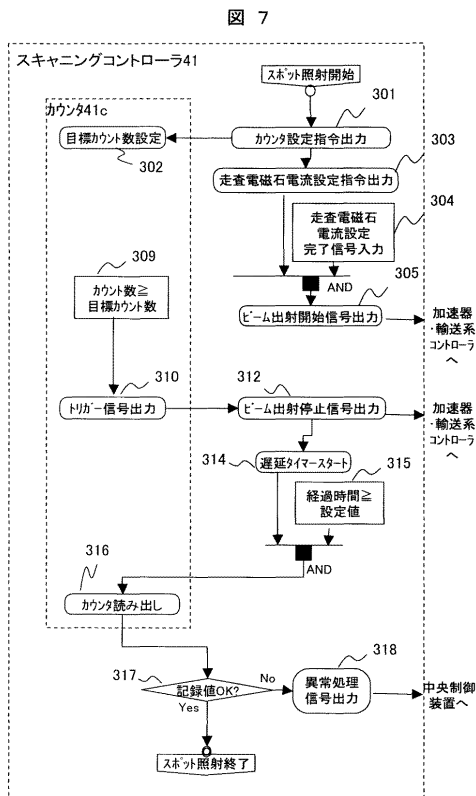 図 7
スキャニングコントローラ41
スポット照射開始
カウンタ41c
301
目標カウント数設定
カウンタ設定指令出力
302
303
走査電磁石電流設定指令出力
304
走査電磁石
電流設定
完了信号入力
309
カウント数≧
目標カウント数
AND
305
ビーム出射開始信号出力
加速器
・輸送系
コントローラ
へ
310
312
トリガー信号出力
ビーム出射停止信号出力
加速器
・輸送系
コントローラ
へ
314
遅延タイマースタート
315
経過時間≧
設定値
316
AND
カウンタ読み出し
317
318
記録値OK?
No
異常処理
信号出力
中央制御
装置へ
Yes
スポット照射終了